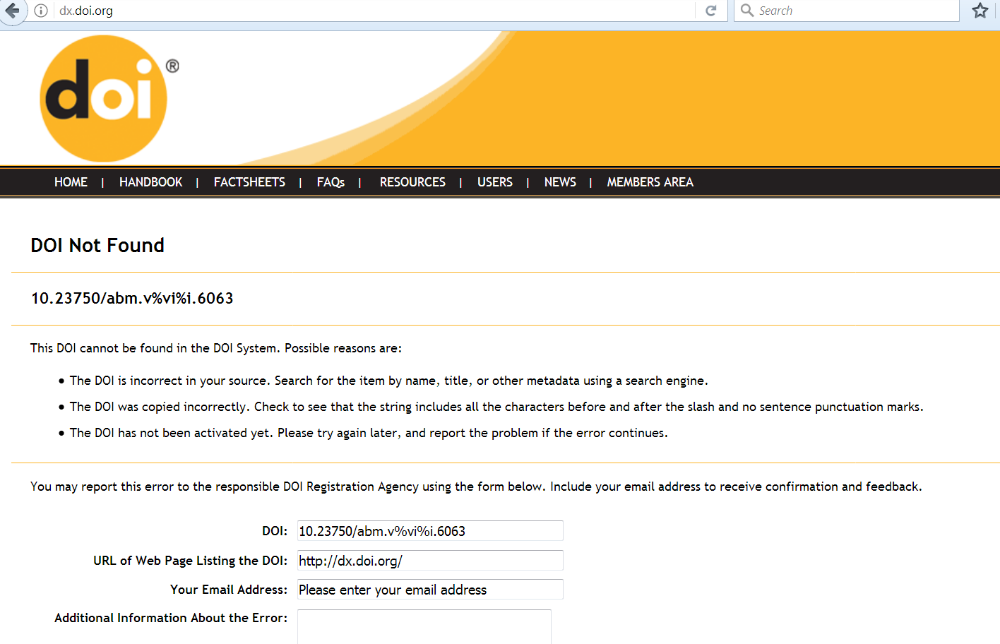 dx.doi.org
Search
doi®
HOME | HANDBOOK | FACTSHEETS | FAQs | RESOURCES | USERS | NEWS | MEMBERS AREA
DOI Not Found
10.23750/abm.v%vi%i.6063
This DOI cannot be found in the DOI System. Possible reasons are:
• The DOI is incorrect in your source. Search for the item by name, title, or other metadata using a search engine.
• The DOI was copied incorrectly. Check to see that the string includes all the characters before and after the slash and no sentence punctuation marks.
• The DOI has not been activated yet. Please try again later, and report the problem if the error continues.
You may report this error to the responsible DOI Registration Agency using the form below. Include your email address to receive confirmation and feedback.
DOI: 10.23750/abm.v%vi%i.6063
URL of Web Page Listing the DOI: http://dx.doi.org/
Your Email Address: Please enter your email address
Additional Information About the Error: